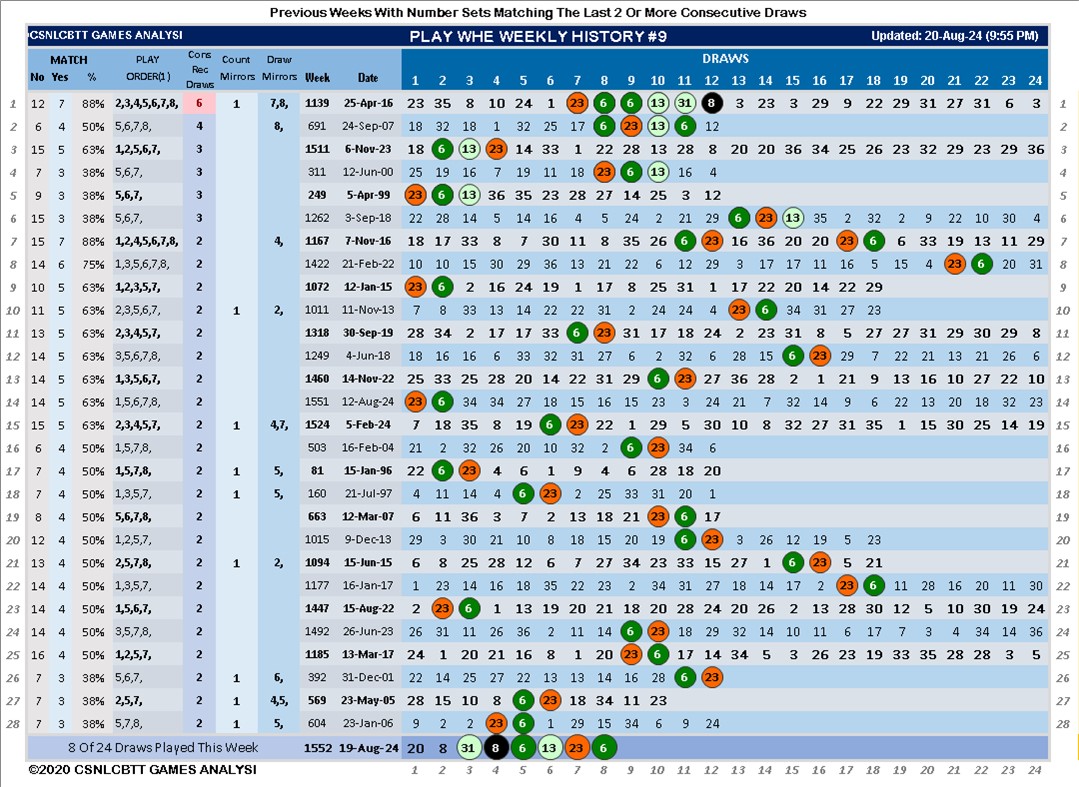 Previous Weeks With Number Sets Matching The Last 2 Or More Consecutive Draws
CSNLCBTT GAMES ANALYSI PLAY WHE WEEKLY HISTORY #9 Updated: 20-Aug-24 (9:55 PM)
MATCH PLAY Cons Rec Draws Count Mirrors Draw Mirrors DRAWS
No Yes % ORDER(1) Week Date 1 2 3 4 5 6 7 8 9 10 11 12 13 14 15 16 17 18 19 20 21 22 23 24
1 12 7 88% 2,3,4,5,6,7,8, 6 1 7,8, 1139 25-Apr-16 23 35 8 10 24 1 23 6 6 13 31 8 3 23 3 29 9 22 29 31 27 31 6 3 1
2 6 4 50% 5,6,7,8, 4 8, 691 24-Sep-07 18 32 18 1 32 25 17 6 23 13 6 12 2
3 15 5 63% 1,2,5,6,7, 3 1511 6-Nov-23 18 6 13 23 14 33 1 22 28 13 28 8 20 20 36 34 25 26 23 32 29 23 29 36 3
4 7 3 38% 5,6,7, 3 311 12-Jun-00 25 19 16 7 19 11 18 23 6 13 16 4 4
5 9 3 38% 5,6,7, 3 249 5-Apr-99 23 6 13 36 35 23 28 27 14 25 3 12 5
6 15 3 38% 5,6,7, 3 1262 3-Sep-18 22 28 14 5 14 16 4 5 24 2 21 29 6 23 13 35 2 32 2 9 22 10 30 4 6
7 15 7 88% 1,2,4,5,6,7,8, 2 4, 1167 7-Nov-16 18 17 33 8 7 30 11 8 35 26 6 23 16 36 20 20 23 6 6 33 19 13 11 29 7
8 14 6 75% 1,3,5,6,7,8, 2 1422 21-Feb-22 10 10 15 30 29 36 13 21 22 6 12 29 3 17 17 11 16 5 15 4 23 6 20 31 8
9 10 5 63% 1,2,3,5,7, 2 1072 12-Jan-15 23 6 2 16 24 19 1 17 8 25 31 1 17 22 20 14 22 29 9
10 11 5 63% 2,3,5,6,7, 2 1 2, 1011 11-Nov-13 7 8 33 13 14 22 22 31 2 24 24 4 23 6 34 31 27 23 10
11 13 5 63% 2,3,4,5,7, 2 1318 30-Sep-19 28 34 2 17 17 33 6 23 31 17 18 24 2 23 31 8 5 27 27 31 29 30 29 8 11
12 14 5 63% 3,5,6,7,8, 2 1249 4-Jun-18 18 16 16 6 33 32 31 27 6 2 32 6 28 15 6 23 29 7 22 21 13 21 26 6 12
13 14 5 63% 1,3,5,6,7, 2 1460 14-Nov-22 25 33 25 28 20 14 22 31 29 6 23 27 36 28 2 1 21 9 13 16 10 27 22 10 13
14 14 5 63% 1,5,6,7,8, 2 1551 12-Aug-24 23 6 34 34 27 18 15 16 15 23 3 24 31 21 7 32 14 9 6 22 13 20 18 32 23 14
15 15 5 63% 2,3,4,5,7, 2 1 4,7, 1524 5-Feb-24 7 18 35 8 19 6 23 22 1 29 5 30 10 8 32 27 31 35 1 15 30 25 14 19 15
16 6 4 50% 1,5,7,8, 2 503 16-Feb-04 21 2 32 26 20 10 32 2 6 23 34 6 16
17 7 4 50% 1,5,7,8, 2 1 5, 81 15-Jan-96 22 6 23 4 6 1 9 4 6 28 18 20 17
18 7 4 50% 1,3,5,7, 2 1 5, 160 21-Jul-97 4 11 14 4 6 23 2 25 33 31 20 1 18
19 8 4 50% 5,6,7,8, 2 663 12-Mar-07 6 11 36 3 7 2 13 18 21 23 6 17 19
20 12 4 50% 1,2,5,7, 2 1015 9-Dec-13 29 3 30 21 10 8 18 15 20 19 6 23 3 26 12 19 5 23 20
21 13 4 50% 2,5,7,8, 2 1 2, 1094 15-Jun-15 6 8 25 28 12 6 7 27 34 23 33 15 27 1 6 23 5 21 21
22 14 4 50% 1,3,5,7, 2 1177 16-Jan-17 1 23 14 16 18 35 22 23 2 34 31 27 18 14 17 2 23 6 11 28 16 20 11 30 22
23 14 4 50% 1,5,6,7, 2 1447 15-Aug-22 2 23 6 1 13 19 20 21 18 20 28 24 20 26 2 13 28 30 12 5 10 30 19 24 23
24 14 4 50% 3,5,7,8, 2 1492 26-Jun-23 26 31 11 26 36 2 11 14 6 23 18 29 14 10 11 6 17 7 3 4 34 14 36 24
25 16 4 50% 1,2,5,7, 2 1185 13-Mar-17 24 1 20 21 16 8 1 20 23 6 17 14 34 5 3 26 23 19 33 35 28 28 3 5 25
26 7 3 38% 5,6,7, 2 1 6, 392 31-Dec-01 22 14 25 27 22 13 13 14 16 28 6 23 26
27 7 3 38% 2,5,7, 2 1 4,5, 569 23-May-05 28 15 10 8 6 23 18 34 11 23 27
28 7 3 38% 5,7,8, 2 1 5, 604 23-Jan-06 9 2 2 23 6 1 29 15 34 6 9 24 28
8 Of 24 Draws Played This Week 1552 19-Aug-24 20 8 31 8 6 13 23 6
©2020 CSNLCBTT GAMES ANALYSI 1 2 3 4 5 6 7 8 9 10 11 12 13 14 15 16 17 18 19 20 21 22 23 24